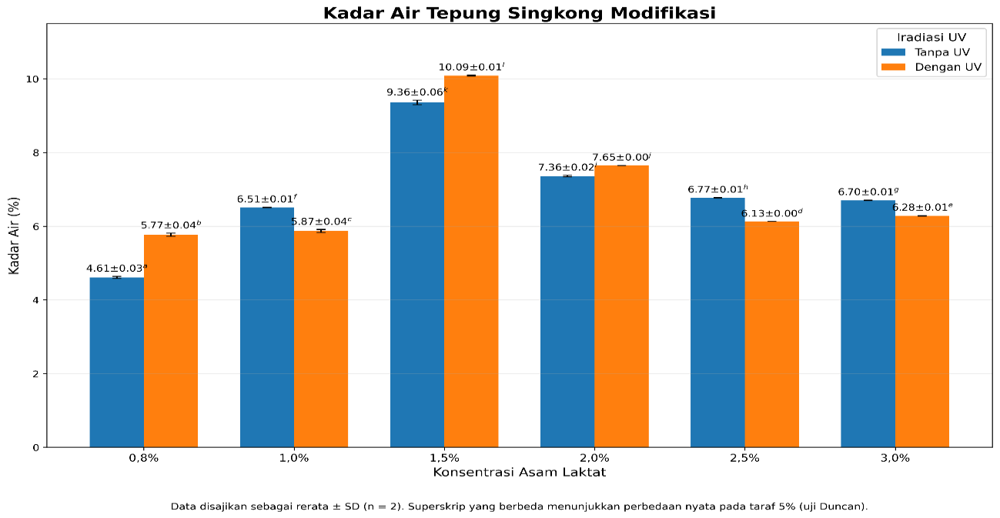 Kadar Air Tepung Singkong Modifikasi
Iradiasi UV
Tanpa UV
Dengan UV
Kadar Air (%)
10
8
6
4
2
0
4.61±0.03ᵃ
5.77±0.04ᵇ
6.51±0.01ᶠ
5.87±0.04ᶜ
9.36±0.06ᵏ
10.09±0.01ˡ
7.36±0.02ⁱ
7.65±0.00ʲ
6.77±0.01ʰ
6.13±0.00ᵈ
6.70±0.01ᵍ
6.28±0.01ᵉ
0,8% 1,0% 1,5% 2,0% 2,5% 3,0%
Konsentrasi Asam Laktat
Data disajikan sebagai rerata ± SD (n = 2). Superskrip yang berbeda menunjukkan perbedaan nyata pada taraf 5% (uji Duncan).